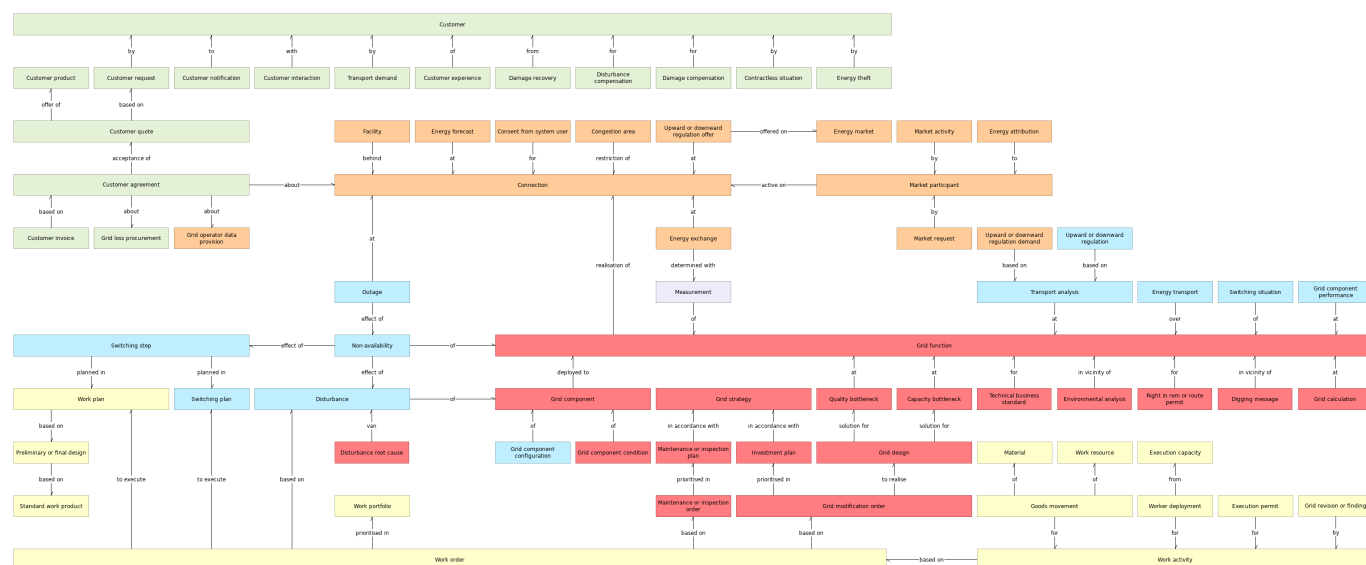 Customer
by
to
with
by
of
from
for
for
by
by
Customer product
Customer request
Customer notification
Customer interaction
Transport demand
Customer experience
Damage recovery
Disturbance
compensation
Damage compensation
Contractless situation
Energy theft
offer of
based on
Customer quote
Facility
Energy forecast
Consent from system user
Congestion area
Upward or downward
regulation offer
offered on
Energy market
Market activity
Energy attribution
acceptance of
behind
at
for
restriction of
at
by
to
Customer agreement
about
Connection
active on
Market participant
based on
about
about
at
by
Customer invoice
Grid loss procurement
Grid operator data
provision
at
Energy exchange
Market request
Upward or downward
regulation demand
Upward or downward
regulation
realisation of
determined with
based on
based on
Outage
Measurement
Transport analysis
Energy transport
Switching situation
Grid component
performance
effect of
of
at
over
of
at
Switching step
effect of
Non-availability
of
Grid function
planned in
planned in
effect of
deployed to
at
at
for
in vicinity of
for
in vicinity of
at
Work plan
Switching plan
Disturbance
of
Grid component
Grid strategy
Quality bottleneck
Capacity bottleneck
Technical business
standard
Environmental analysis
Right in rem or route
permit
Digging message
Grid calculation
based on
van
of
of
in accordance with
in accordance with
solution for
solution for
Preliminary or final design
Disturbance root cause
Grid component
configuration
Grid component condition
Maintenance or inspection
plan
Investment plan
Grid design
Material
Work resource
Execution capacity
based on
to execute
to execute
based on
prioritised in
prioritised in
to realise
of
of
from
Standard work product
Work portfolio
Maintenance or inspection
order
Grid modification order
Goods movement
Worker deployment
Execution permit
Grid revision or finding
prioritised in
based on
based on
for
for
for
by
Work order
based on
Work activity